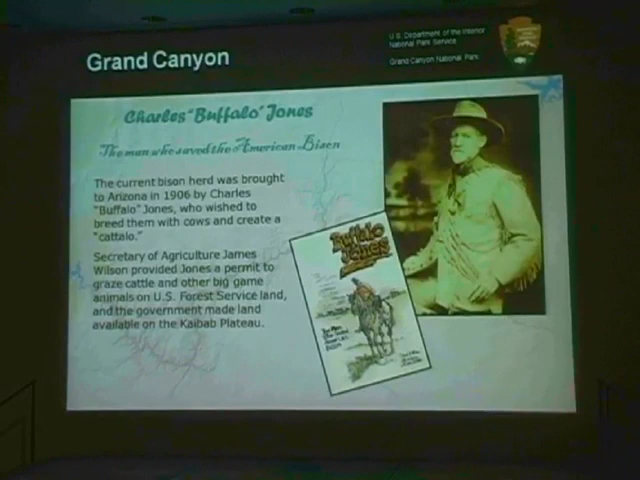 Grand Canyon
U.S. Department of the Interior
National Park Service
Grand Canyon National Park
Charles "Buffalo" Jones
The man who saved the American Bison
The current bison herd was brought
to Arizona in 1906 by Charles
"Buffalo" Jones, who wished to
breed them with cows and create a
"cattalo."
Secretary of Agriculture James
Wilson provided Jones a permit to
graze cattle and other big game
animals on U.S. Forest Service land,
and the government made land
available on the Kaibab Plateau.
Buffalo
Jones